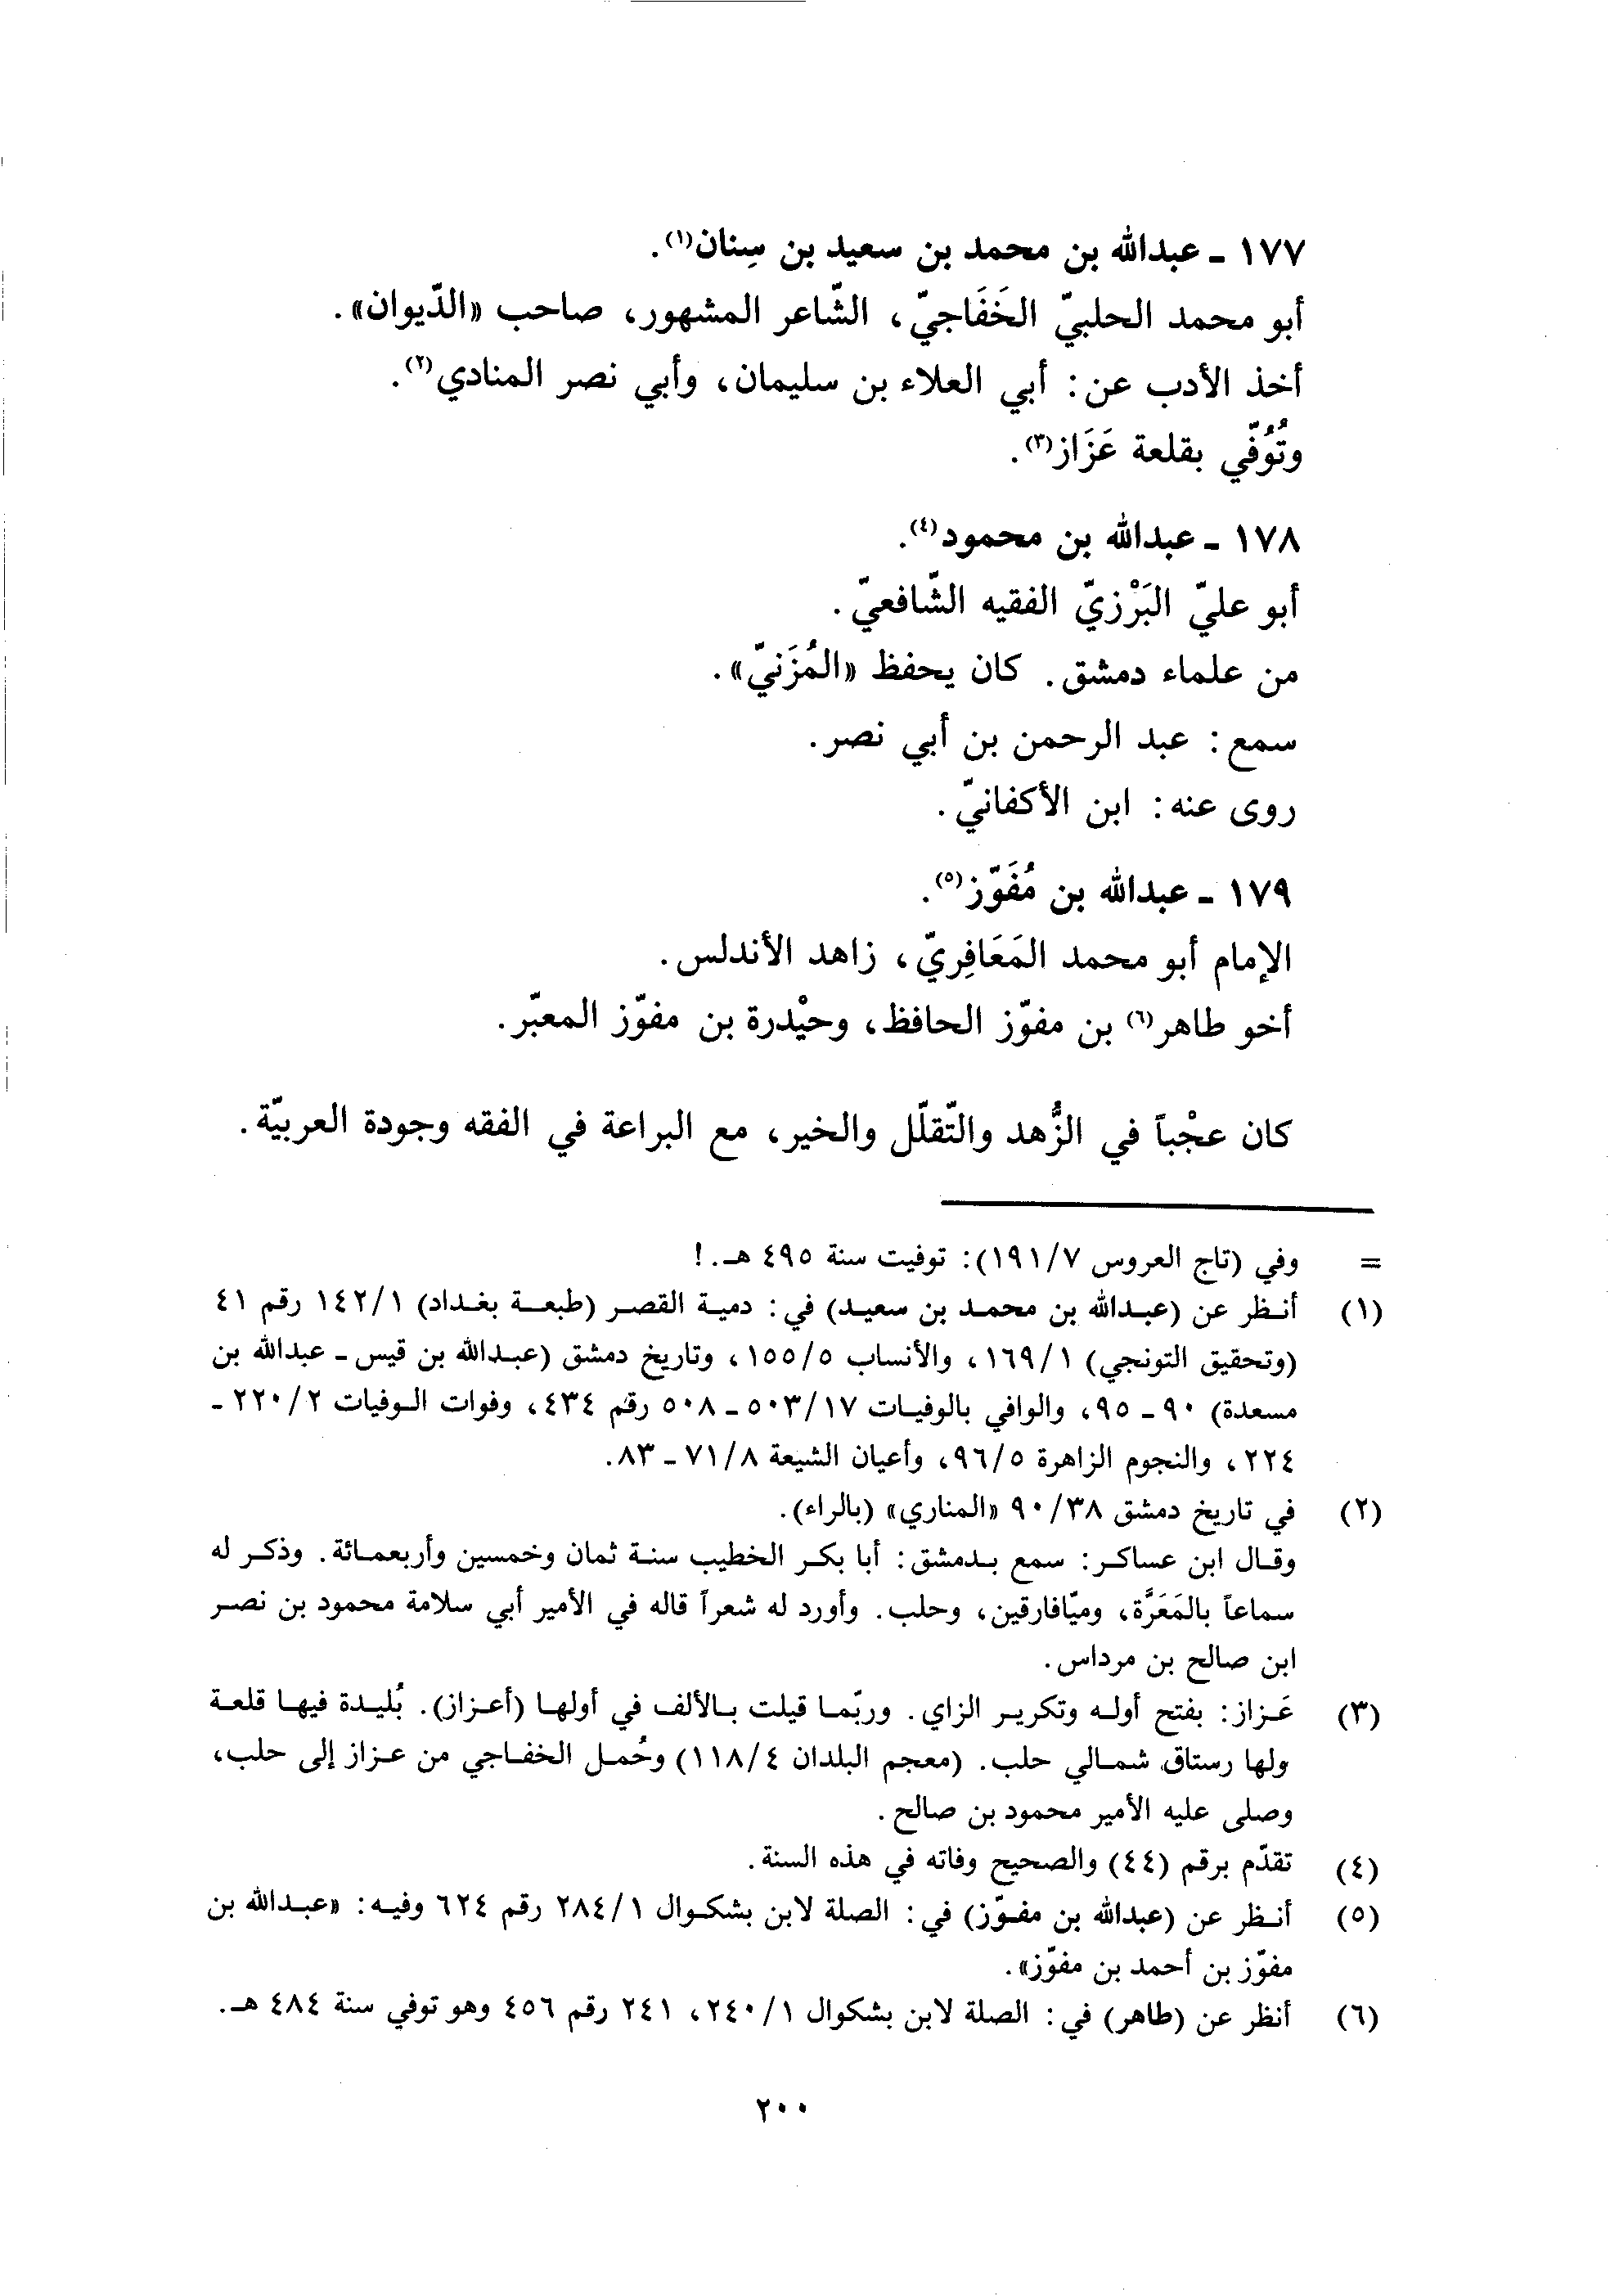 ١٧٧ ـ عبدالله بن محمد بن سعيد بن سِنان(١).
أبو محمد الحلبيّ الخَفَاجيّ، الشّاعر المشهور، صاحب «الدّيوان».
أخذ الأدب عن: أبي العلاء بن سليمان، وأبي نصر المنادي(٢).
وتُوُفّي بقلعة عَزَاز(٣).
١٧٨ ـ عبدالله بن محمود(٤).
أبو عليّ البَرْزيّ الفقيه الشّافعيّ.
من علماء دمشق. كان يحفظ «المُزَنيّ».
سمع: عبد الرحمن بن أبي نصر.
روى عنه: ابن الأكفانيّ.
١٧٩ ـ عبدالله بن مُفَوّز(٥).
الإمام أبو محمد المَعَافِريّ، زاهد الأندلس.
أخو طاهر(٦) بن مفوّز الحافظ، وحيْدرة بن مفوّز المعبّر.
كان عجْباً في الزُّهد والتّقلّل والخير، مع البراعة في الفقه وجودة العربيّة.
= وفي (تاج العروس ١٩١/٧): توفيت سنة ٤٩٥ هـ.!
(١) أنظر عن (عبدالله بن محمد بن سعيد) في: دمية القصر (طبعة بغداد) ١٤٢/١ رقم ٤١
(وتحقيق التونجي) ١٦٩/١، والأنساب ١٥٥/٥، وتاريخ دمشق (عبدالله بن قيس ـ عبدالله بن
مسعدة) ٩٠ ـ ٩٥، والوافي بالوفيات ٥٠٣/١٧ ـ ٥٠٨ رقم ٤٣٤، وفوات الوفيات ٢٢٠/٢ ـ
٢٢٤، والنجوم الزاهرة ٩٦/٥، وأعيان الشيعة ٧١/٨ ـ ٨٣.
(٢) في تاريخ دمشق ٩٠/٣٨ «المناري» (بالراء).
وقال ابن عساكر: سمع بدمشق: أبا بكر الخطيب سنة ثمان وخمسين وأربعمائة. وذكر له
سماعاً بالمَعَرَّة، وميّافارقين، وحلب. وأورد له شعراً قاله في الأمير أبي سلامة محمود بن نصر
ابن صالح بن مرداس.
(٣) عَزاز: بفتح أوله وتكرير الزاي. وربّما قيلت بالألف في أولها (أعزاز). بُليدة فيها قلعة
ولها رستاق شمالي حلب. (معجم البلدان ١١٨/٤) وحُمل الخفاجي من عزاز إلى حلب،
وصلى عليه الأمير محمود بن صالح.
(٤) تقدّم برقم (٤٤) والصحيح وفاته في هذه السنة.
(٥) أنظر عن (عبدالله بن مفوّز) في: الصلة لابن بشكوال ٢٨٤/١ رقم ٦٢٤ وفيه: «عبدالله بن
مفوّز بن أحمد بن مفوّز».
(٦) أنظر عن (طاهر) في: الصلة لابن بشكوال ٢٤٠/١، ٢٤١ رقم ٤٥٦ وهو توفي سنة ٤٨٤ هـ.
٢٠٠